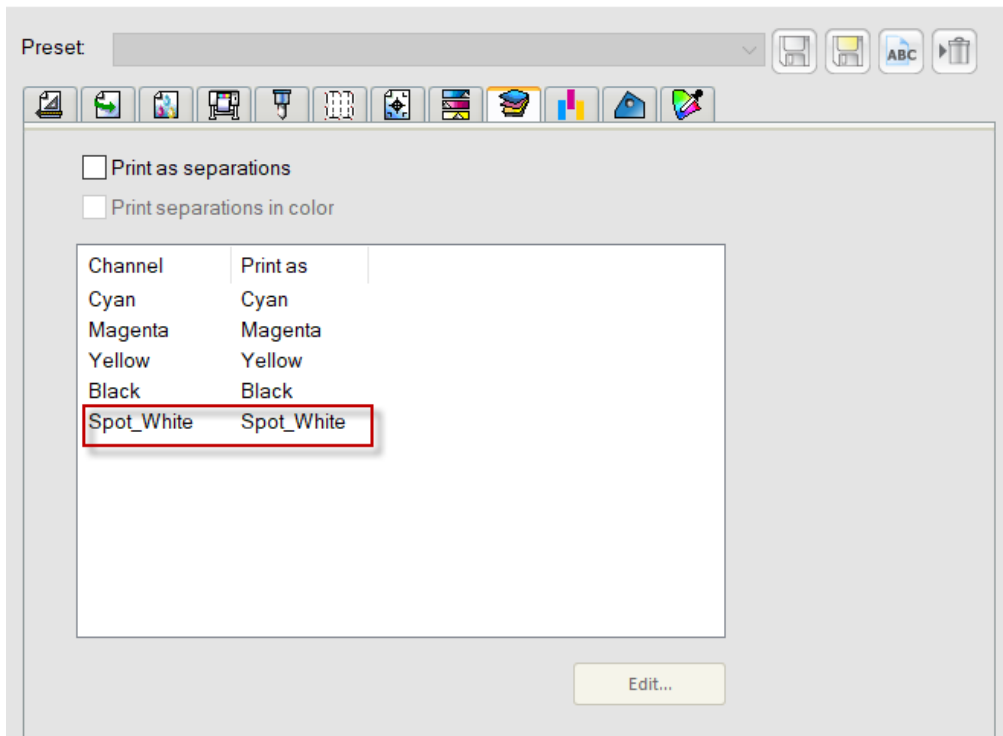 Preset:
ABC
Print as separations
Print separations in color
Channel Print as
Cyan Cyan
Magenta Magenta
Yellow Yellow
Black Black
Spot_White Spot_White
Edit...